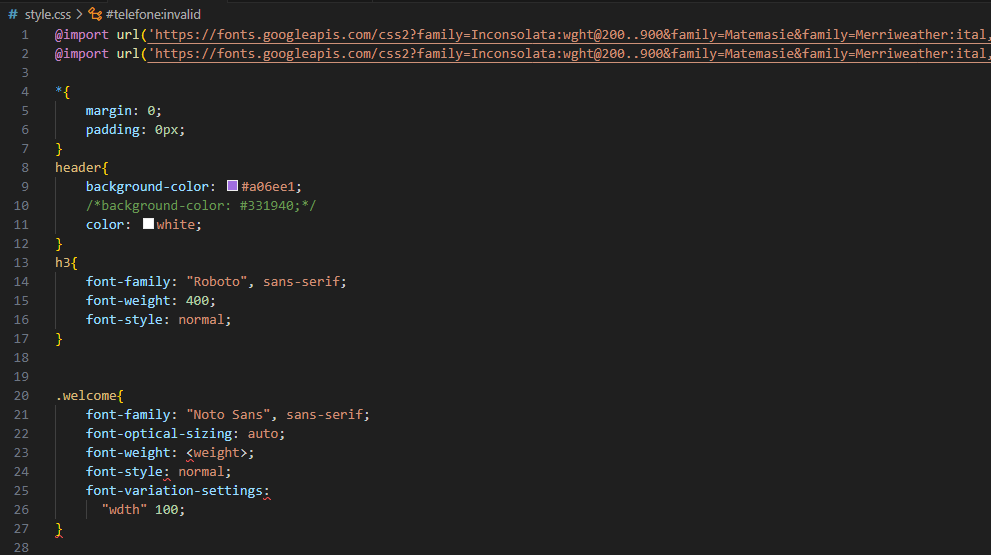 # style.css > #telefone:invalid
1 @import url('https://fonts.googleapis.com/css2?family=Inconsolata:wght@200..900&family=Matemasie&family=Merriweather:ital,
2 @import url('https://fonts.googleapis.com/css2?family=Inconsolata:wght@200..900&family=Matemasie&family=Merriweather:ital,
3
4 *{
5 margin: 0;
6 padding: 0px;
7 }
8 header{
9 background-color: #a06ee1;
10 /*background-color: #331940;*/
11 color: white;
12 }
13 h3{
14 font-family: "Roboto", sans-serif;
15 font-weight: 400;
16 font-style: normal;
17 }
18
19
20 .welcome{
21 font-family: "Noto Sans", sans-serif;
22 font-optical-sizing: auto;
23 font-weight: <weight>;
24 font-style: normal;
25 font-variation-settings:
26 "wdth" 100;
27 }
28